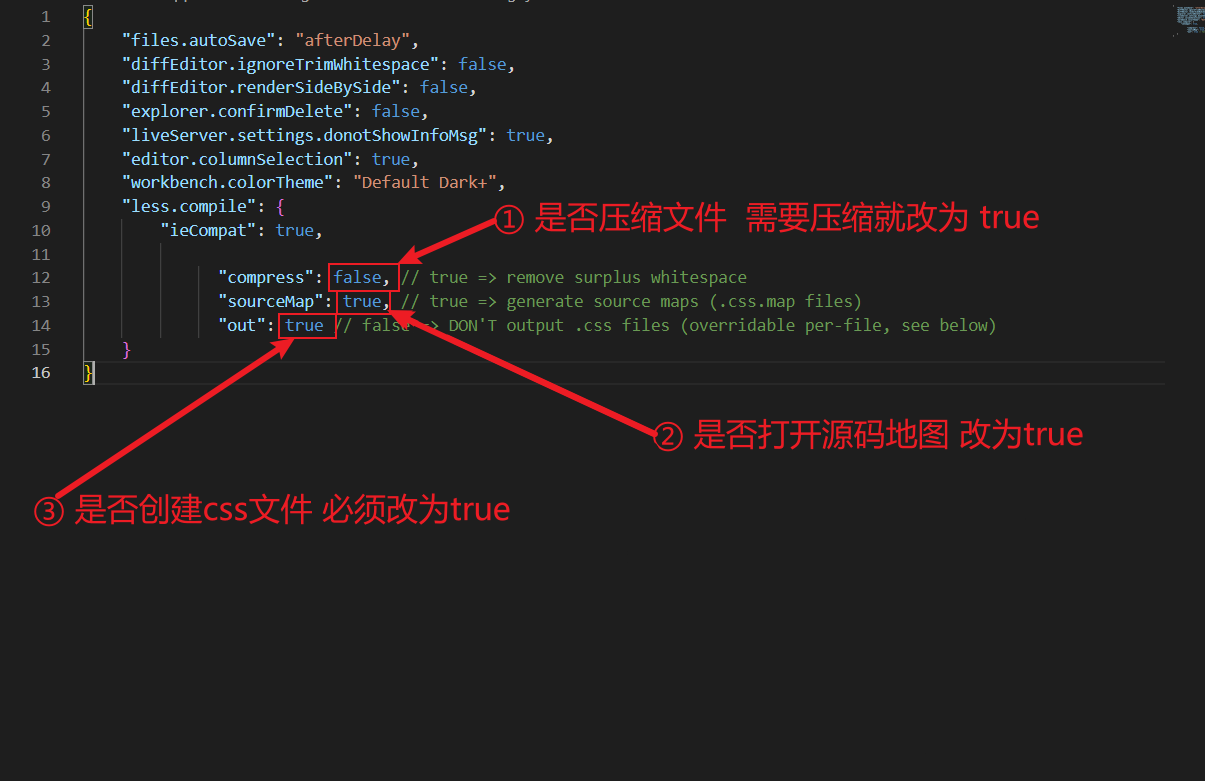 1 {
2 "files.autoSave": "afterDelay",
3 "diffEditor.ignoreTrimWhitespace": false,
4 "diffEditor.renderSideBySide": false,
5 "explorer.confirmDelete": false,
6 "liveServer.settings.donotShowInfoMsg": true,
7 "editor.columnSelection": true,
8 "workbench.colorTheme": "Default Dark+",
9 "less.compile": {
① 是否压缩文件 需要压缩就改为 true
10 "ieCompat": true,
11
12 "compress": false, // true => remove surplus whitespace
13 "sourceMap": true, // true => generate source maps (.css.map files)
14 "out": true // false => DON'T output .css files (overridable per-file, see below)
15 }
16 }
② 是否打开源码地图 改为true
③ 是否创建css文件 必须改为true